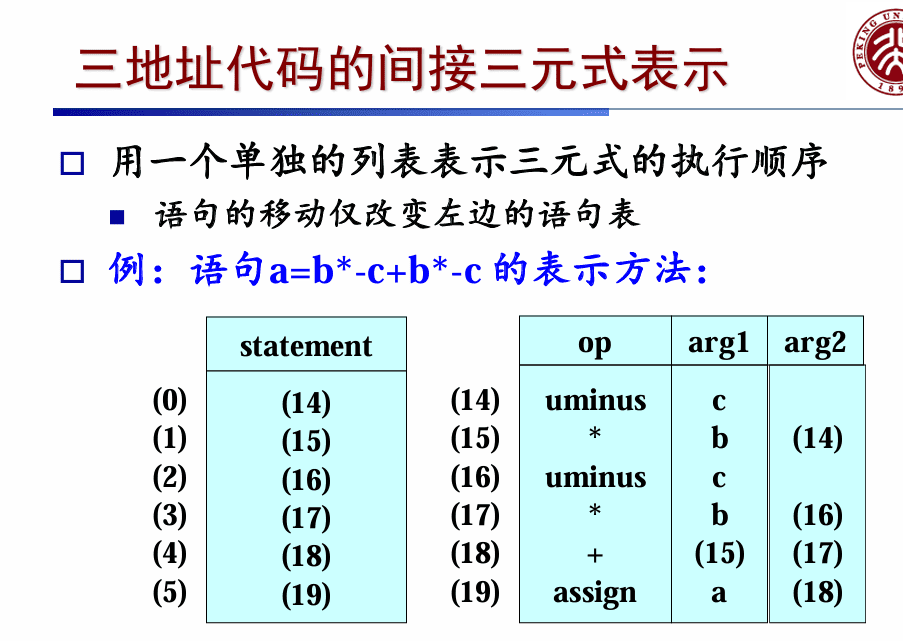 三地址代码的间接三元式表示
PEKING UN
189
用一个单独的列表表示三元式的执行顺序
语句的移动仅改变左边的语句表
例：语句a=b*-c+b*-c 的表示方法：
statement op arg1 arg2
(0) (14) (14) uminus c
(1) (15) (15) * b (14)
(2) (16) (16) uminus c
(3) (17) (17) * b (16)
(4) (18) (18) + (15) (17)
(5) (19) (19) assign a (18)